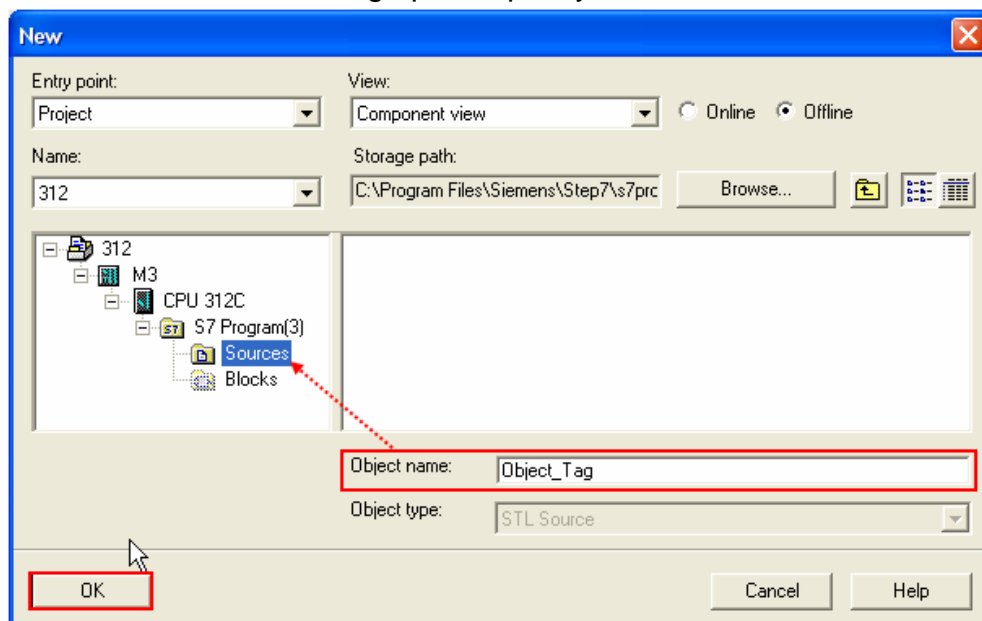 New
Entry point:
View:
Project
Component view
Online
Offline
Name:
Storage path:
312
C:\Program Files\Siemens\Step7\s7prc
Browse...
312
M3
CPU 312C
S7 Program(3)
Sources
Blocks
Object name:
Object_Tag
Object type:
STL Source
OK
Cancel
Help